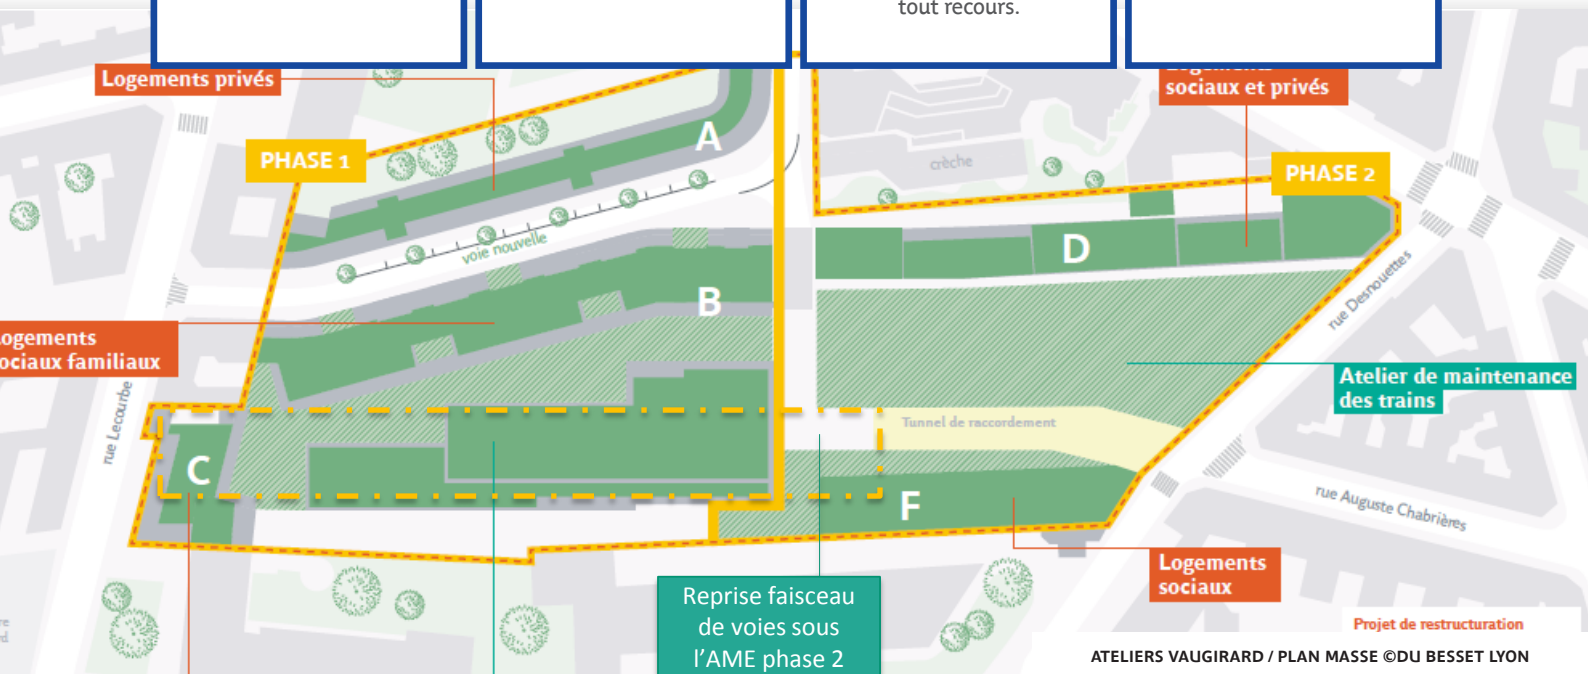 tout recours.
Logements privés
sociaux et privés
PHASE 1
A
crèche
PHASE 2
voie nouvelle
D
B
rue Desnouettes
sociaux familiaux
Atelier de maintenance
des trains
rue Lecourbe
Tunnel de raccordement
C
F
rue Auguste Chabrières
Logements
sociaux
Reprise faisceau
de voies sous
l'AME phase 2
Projet de restructuration
ATELIERS VAUGIRARD / PLAN MASSE ©DU BESSET LYON